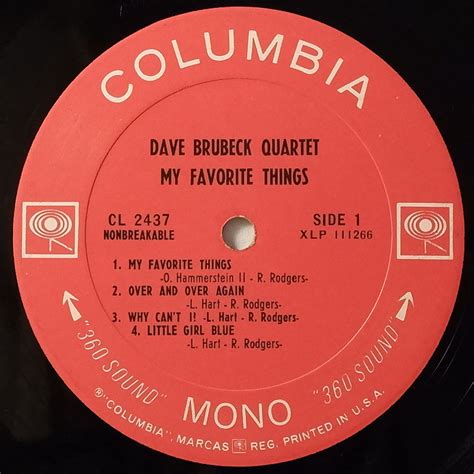 COLUMBIA
DAVE BRUBECK QUARTET
MY FAVORITE THINGS
CL 2437
NONBREAKABLE
SIDE 1
XLP 111266
1. MY FAVORITE THINGS
-O. Hammerstein II - R. Rodgers-
2. OVER AND OVER AGAIN
-L. Hart - R. Rodgers-
3. WHY CAN'T I? -L. Hart - R. Rodgers-
4. LITTLE GIRL BLUE
-L. Hart - R. Rodgers-
"360 SOUND"
MONO
"360 SOUND"
® "COLUMBIA", MARCAS REG. PRINTED IN U.S.A.